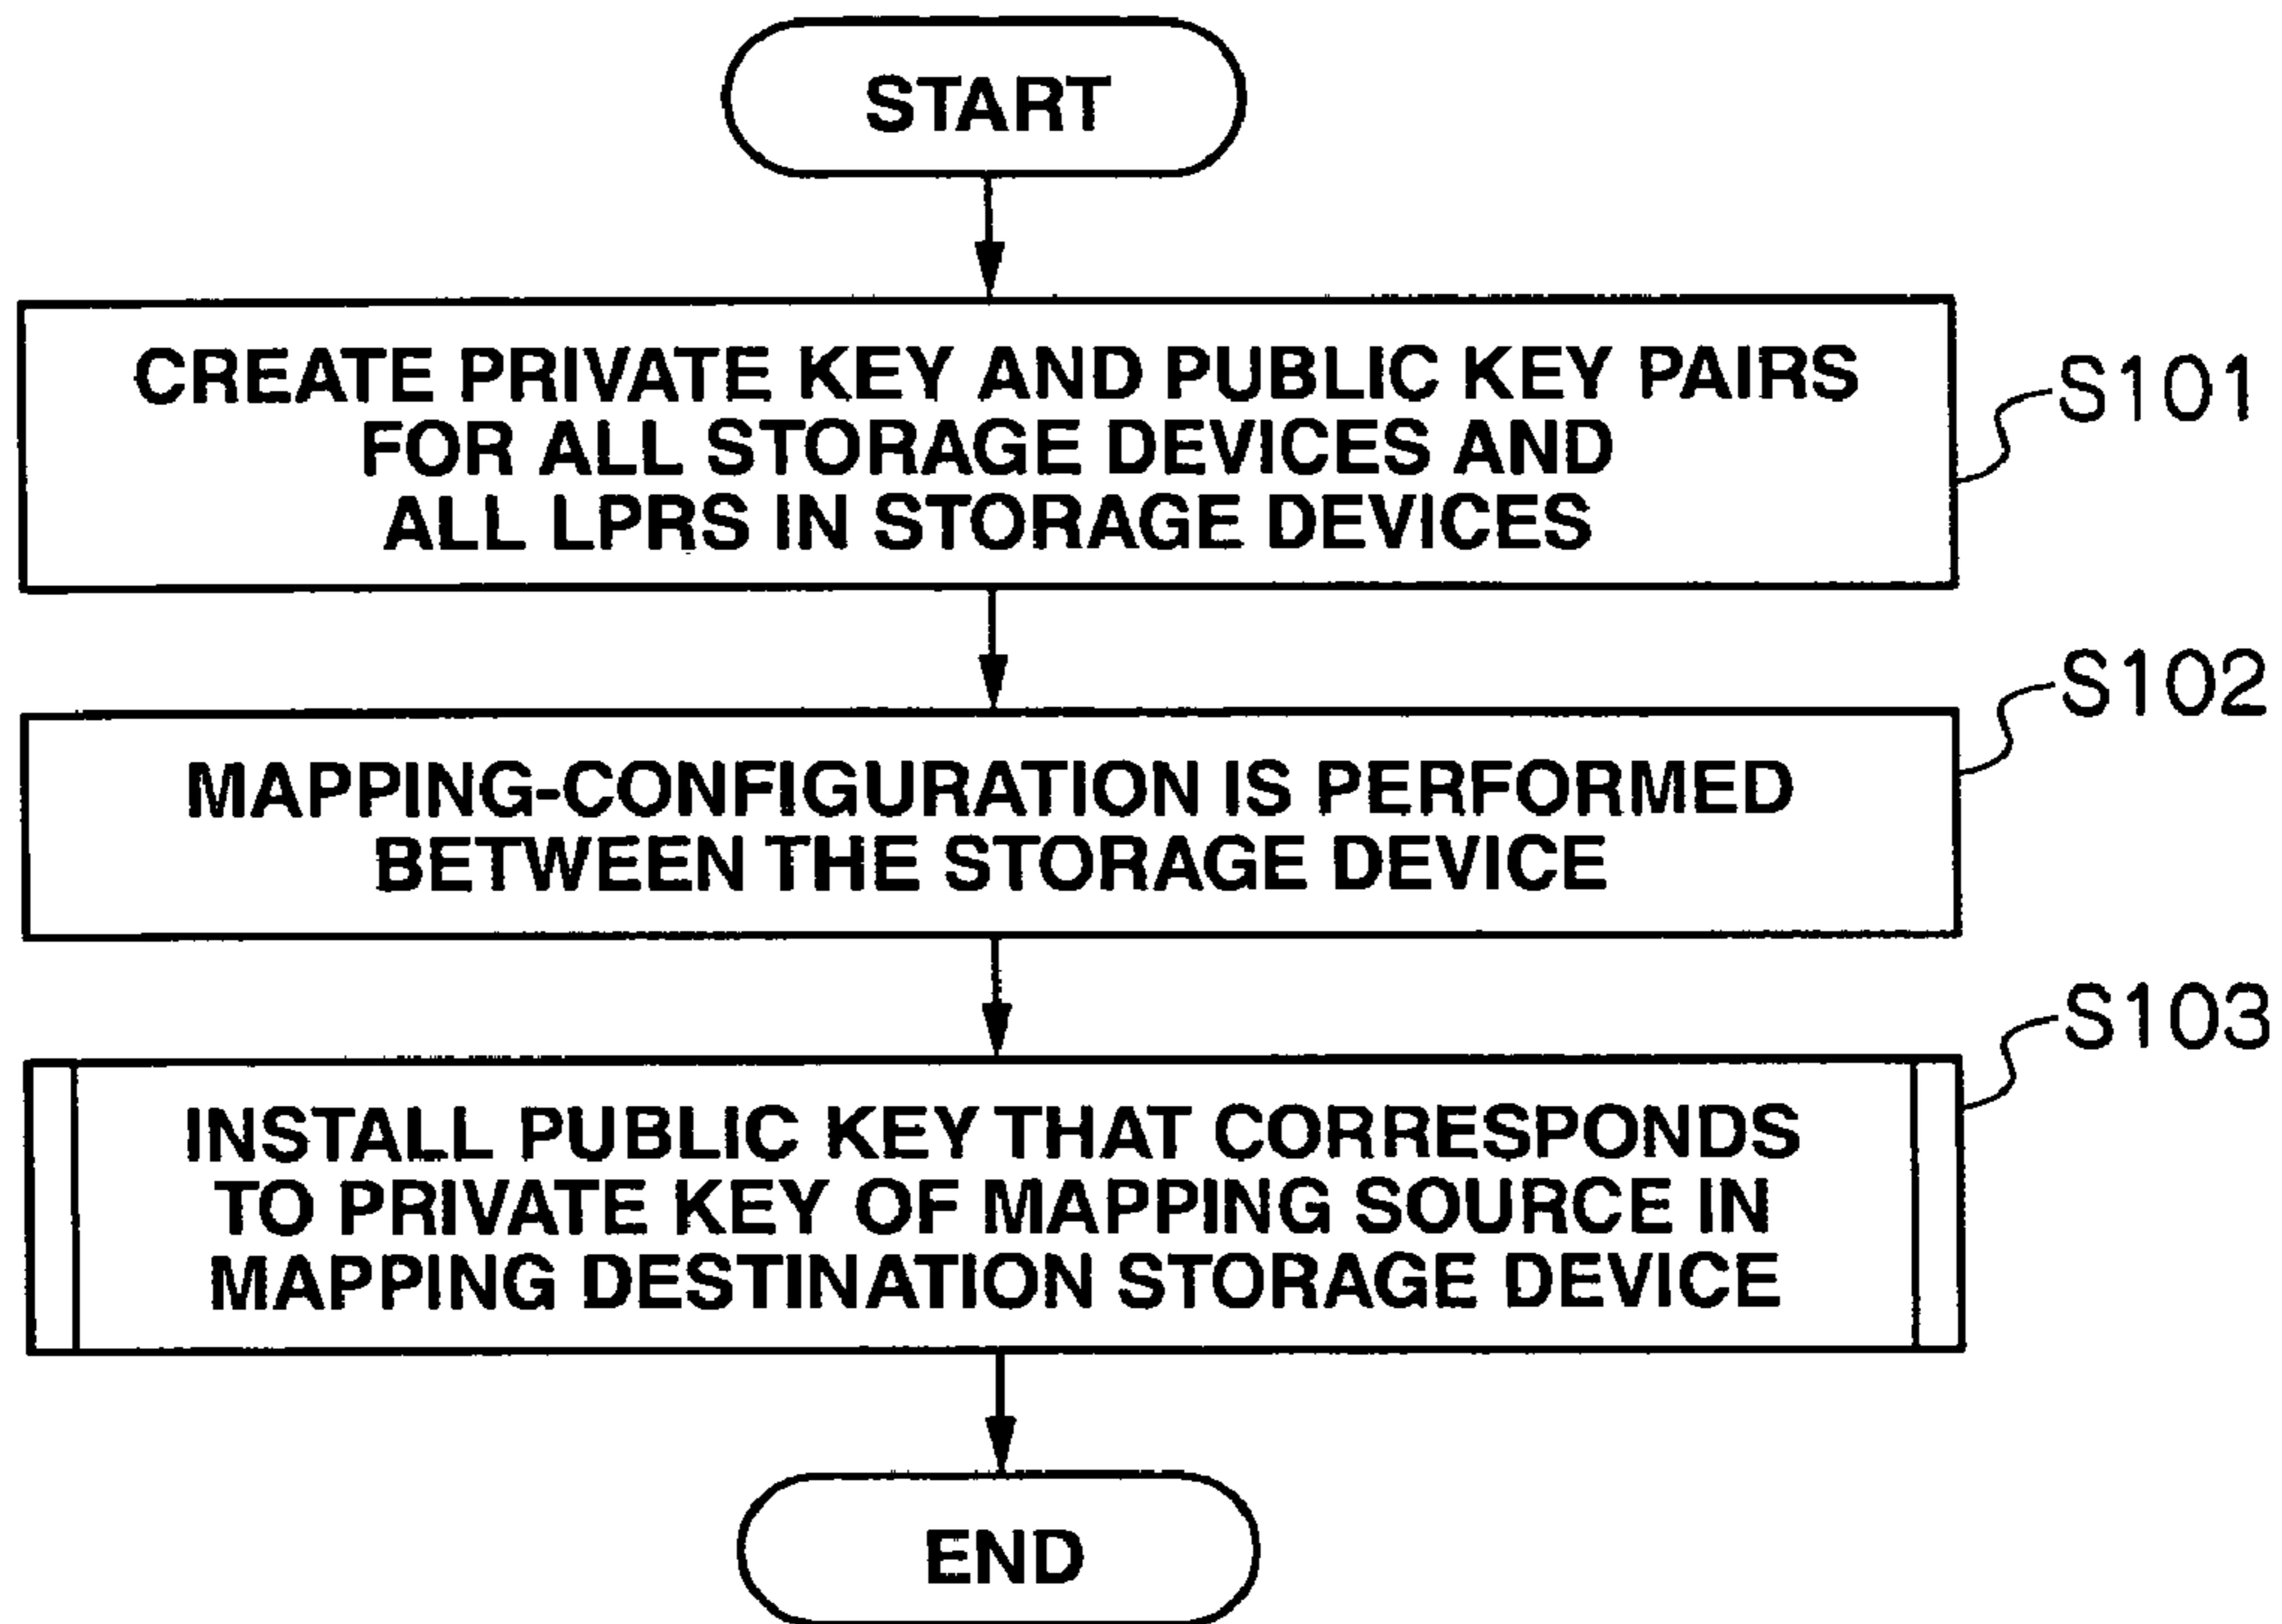 START
CREATE PRIVATE KEY AND PUBLIC KEY PAIRS
FOR ALL STORAGE DEVICES AND
ALL LPRS IN STORAGE DEVICES
S101
MAPPING-CONFIGURATION IS PERFORMED
BETWEEN THE STORAGE DEVICE
S102
INSTALL PUBLIC KEY THAT CORRESPONDS
TO PRIVATE KEY OF MAPPING SOURCE IN
MAPPING DESTINATION STORAGE DEVICE
S103
END